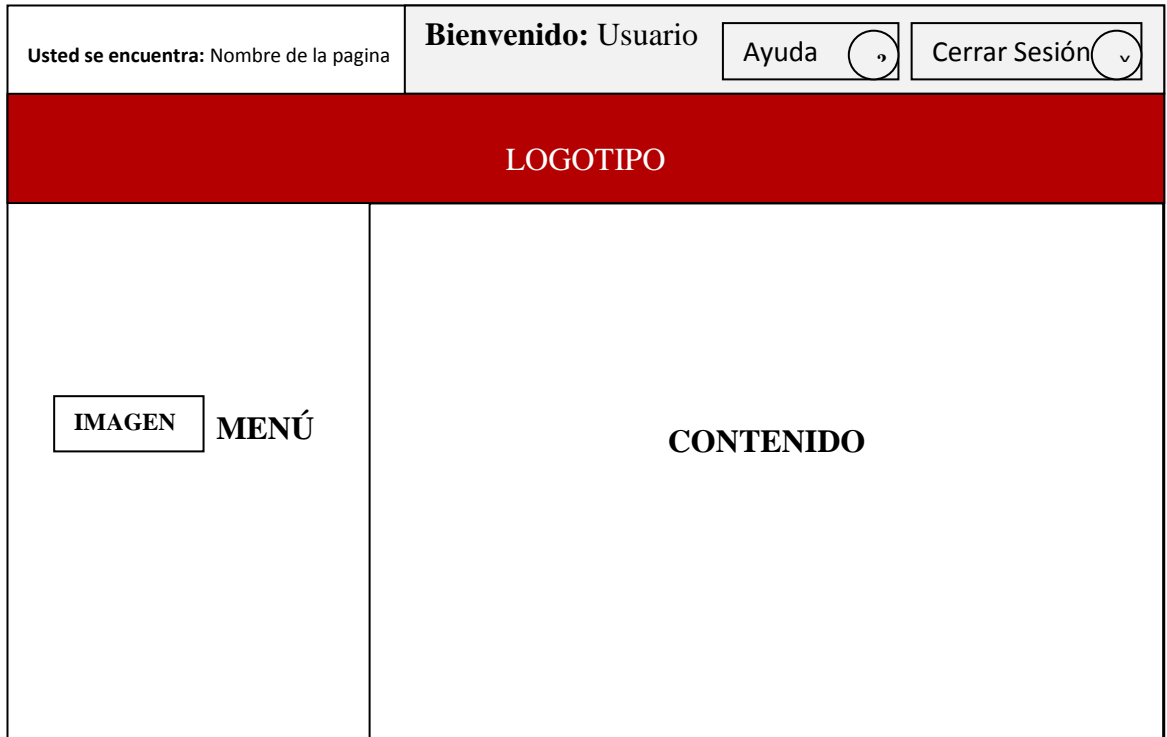 Usted se encuentra: Nombre de la pagina
Bienvenido: Usuario
Ayuda
Cerrar Sesión
LOGOTIPO
IMAGEN
MENÚ
CONTENIDO